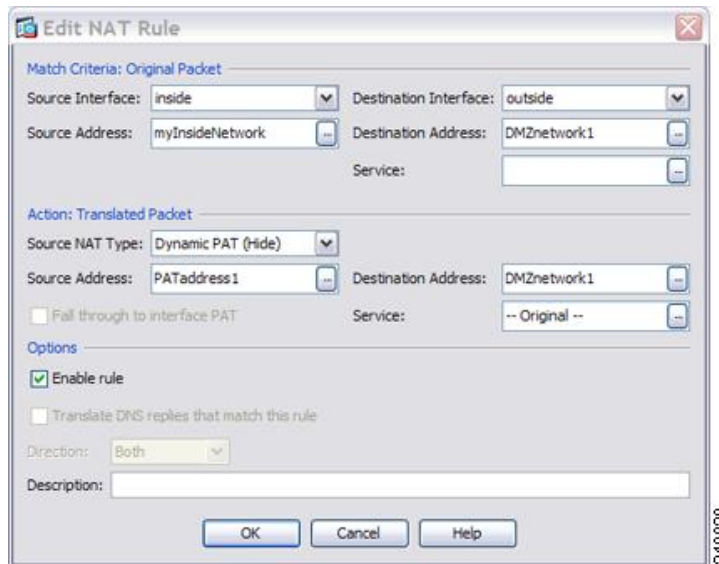 Edit NAT Rule
Match Criteria: Original Packet
Source Interface: inside Destination Interface: outside
Source Address: myInsideNetwork ... Destination Address: DMZnetwork1 ...
Service: ...
Action: Translated Packet
Source NAT Type: Dynamic PAT (Hide)
Source Address: PATaddress1 ... Destination Address: DMZnetwork1 ...
Fall through to interface PAT Service: -- Original -- ...
Options
Enable rule
Translate DNS replies that match this rule
Direction: Both
Description:
OK Cancel Help